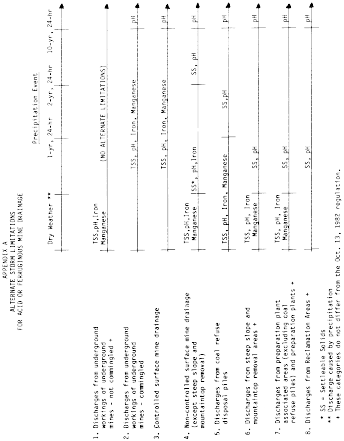 APPENDIX A
ALTERNATE STORM LIMITATIONS
FOR ACID OR FERRUGINOUS MINE DRAINAGE
Precipitation Event
Dry Weather ** 1-yr, 24-hr 2-yr, 24-hr 10-yr, 24-hr
1. Discharges from underground
workings of underground
mines - not commingled +
TSS,pH,Iron
Manganese
(NO ALTERNATE LIMITATIONS)
2. Discharges from underground
workings of underground
mines - commingled
TSS, pH, Iron, Manganese
pH
3. Controlled surface mine drainage
TSS, pH, Iron, Manganese
pH
4. Non-controlled surface mine drainage
(except steep slope and
mountaintop removal)
TSS,pH,Iron
Manganese
SS*, pH,Iron
SS, pH
pH
5. Discharges from coal refuse
disposal piles
TSS, pH, Iron, Manganese
SS,pH
pH
6. Discharges from steep slope and
mountaintop removal areas +
TSS, pH, Iron
Manganese
SS, pH
pH
7. Discharges from preparation plant
associated areas (excluding coal
refuse piles) and preparation plants +
TSS,pH,Iron
Manganese
SS, pH
pH
8. Discharges from Reclamation Areas +
SS, pH
pH
* SS = Settleable Solids
** Discharge caused by precipitation
+ These categories do not differ from the Oct. 13, 1982 regulation.